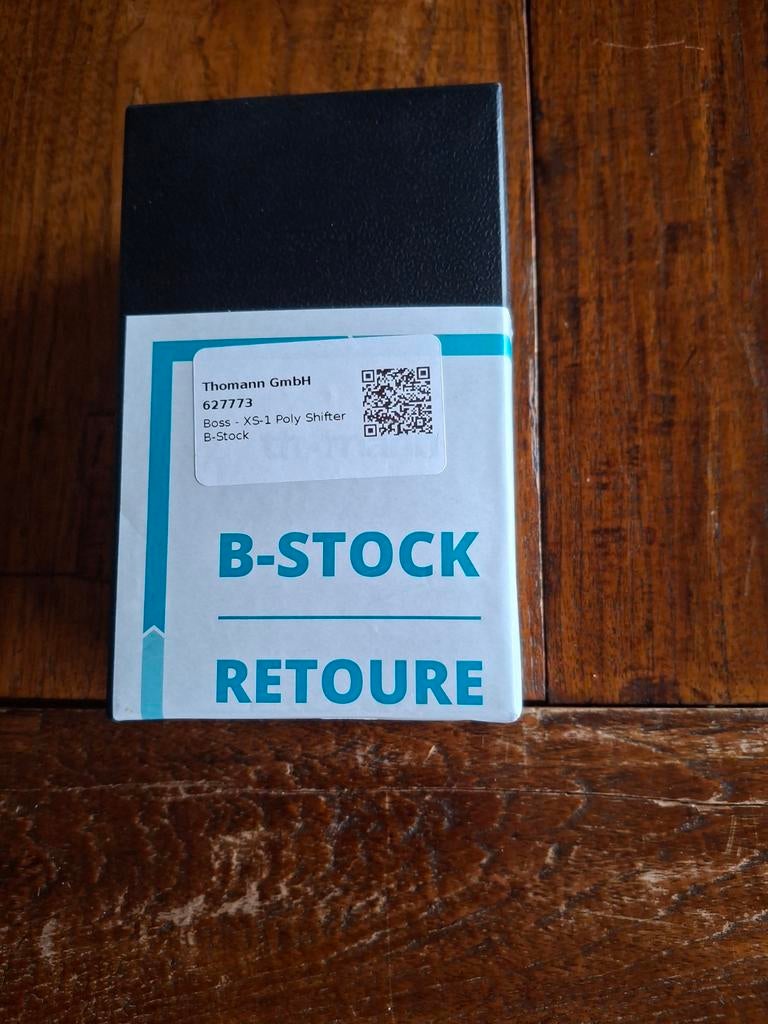 Thomann GmbH
627773
Boss - XS-1 Poly Shifter
B-Stock
B-STOCK
RETOURE